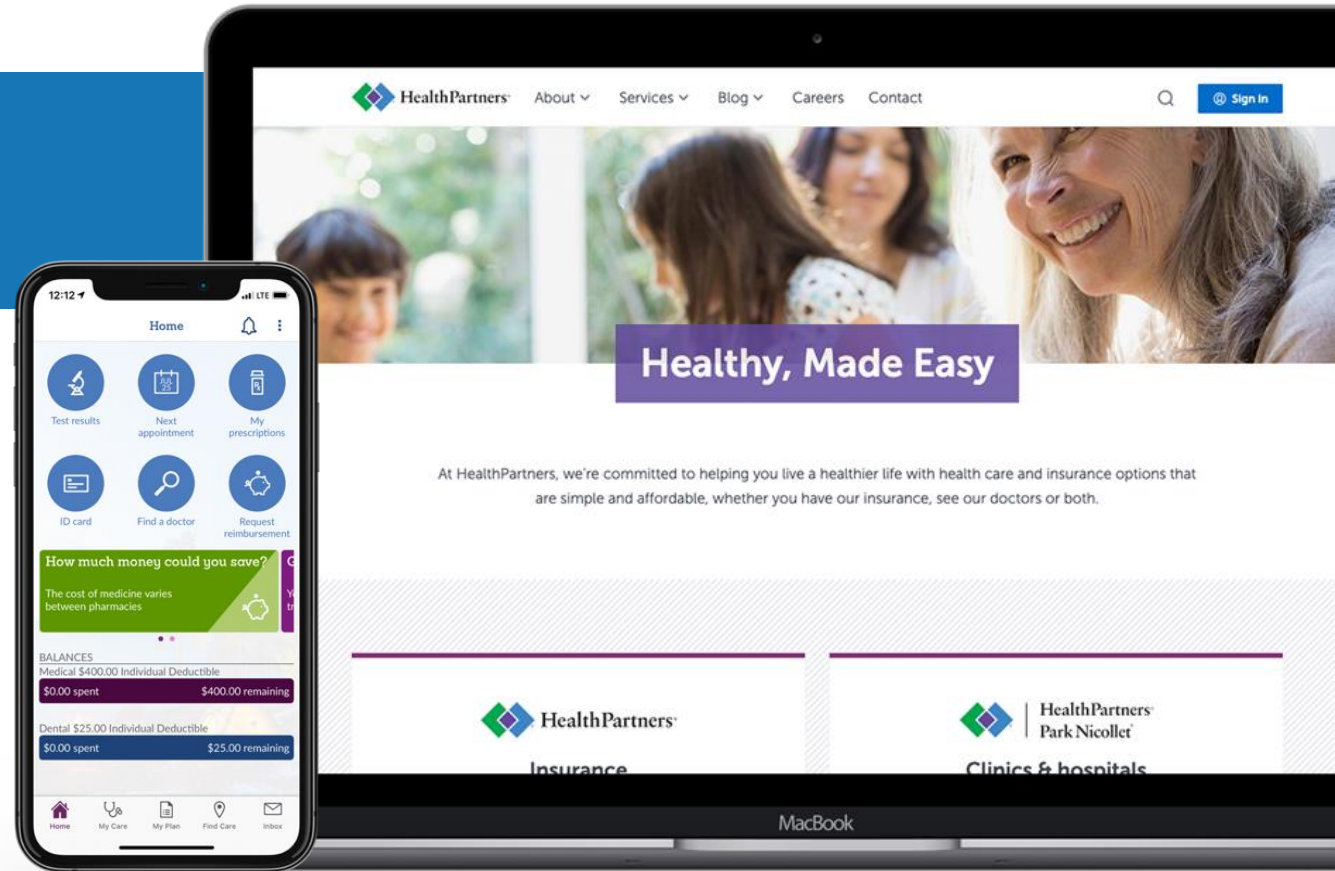 HealthPartners
About
Services
Blog
Careers
Contact
Sign In
Healthy, Made Easy
At HealthPartners, we're committed to helping you live a healthier life with health care and insurance options that
are simple and affordable, whether you have our insurance, see our doctors or both.
HealthPartners
Insurance
HealthPartners
Park Nicollet
Clinics & hospitals
MacBook
12:12
LTE
Home
Test results
JUL
25
Next
appointment
My
prescriptions
ID card
Find a doctor
Request
reimbursement
How much money could you save?
The cost of medicine varies
between pharmacies
BALANCES
Medical $400.00 Individual Deductible
$0.00 spent
$400.00 remaining
Dental $25.00 Individual Deductible
$0.00 spent
$25.00 remaining
Home
My Care
My Plan
Find Care
Inbox